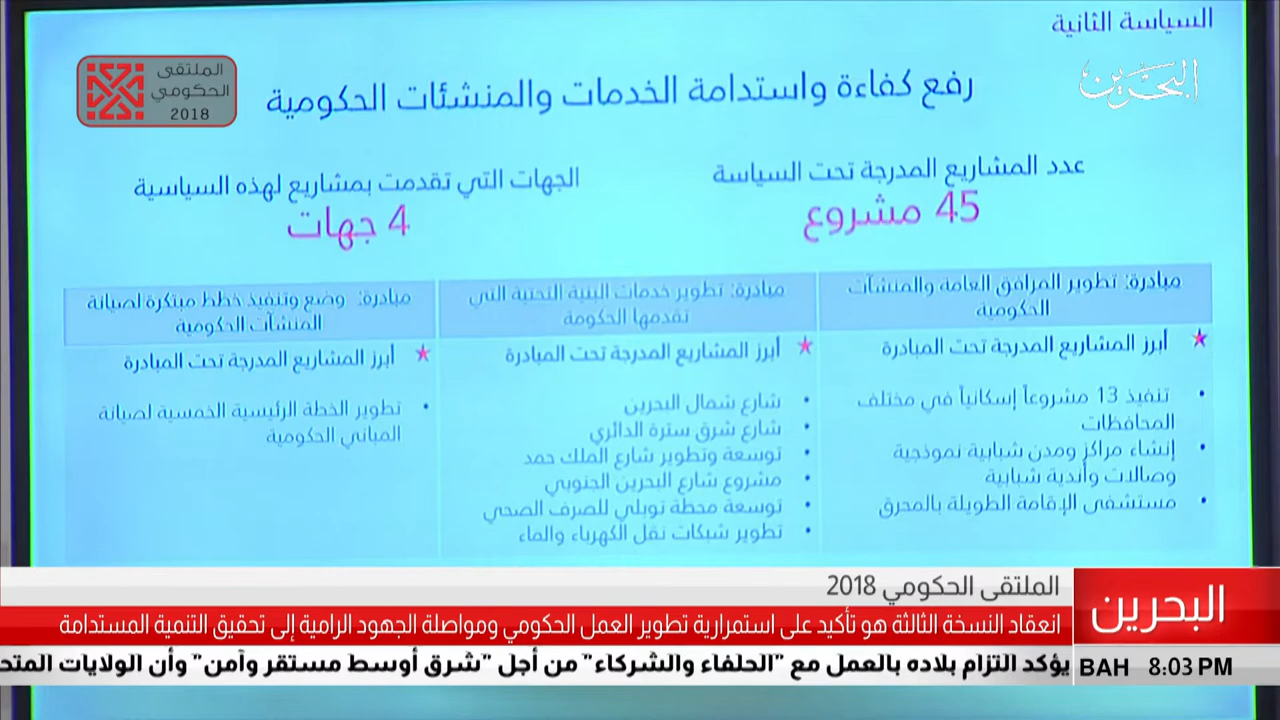 السياسة الثانية
البحرين
الملتقى
الحكومي
2018
رفع كفاءة واستدامة الخدمات والمنشئات الحكومية
عدد المشاريع المدرجة تحت السياسة
45 مشروع
الجهات التي تقدمت بمشاريع لهذه السياسية
4 جهات
مبادرة: تطوير المرافق العامة والمنشآت
الحكومية
★ أبرز المشاريع المدرجة تحت المبادرة
• تنفيذ 13 مشروعاً إسكانياً في مختلف
المحافظات
• إنشاء مراكز ومدن شبابية نموذجية
وصالات وأندية شبابية
• مستشفى الإقامة الطويلة بالمحرق
مبادرة: تطوير خدمات البنية التحتية التي
تقدمها الحكومة
★ أبرز المشاريع المدرجة تحت المبادرة
• شارع شمال البحرين
• شارع شرق سترة الدائري
• توسعة وتطوير شارع الملك حمد
• مشروع شارع البحرين الجنوبي
• توسعة محطة توبلي للصرف الصحي
• تطوير شبكات نقل الكهرباء والماء
مبادرة: وضع وتنفيذ خطط مبتكرة لصيانة
المنشآت الحكومية
★ أبرز المشاريع المدرجة تحت المبادرة
• تطوير الخطة الرئيسية الخمسية لصيانة
المباني الحكومية
البحرين
الملتقى الحكومي 2018
انعقاد النسخة الثالثة هو تأكيد على استمرارية تطوير العمل الحكومي ومواصلة الجهود الرامية إلى تحقيق التنمية المستدامة
BAH 8:03 PM
يؤكد التزام بلاده بالعمل مع "الحلفاء والشركاء" من أجل "شرق أوسط مستقر وآمن" وأن الولايات المتحد